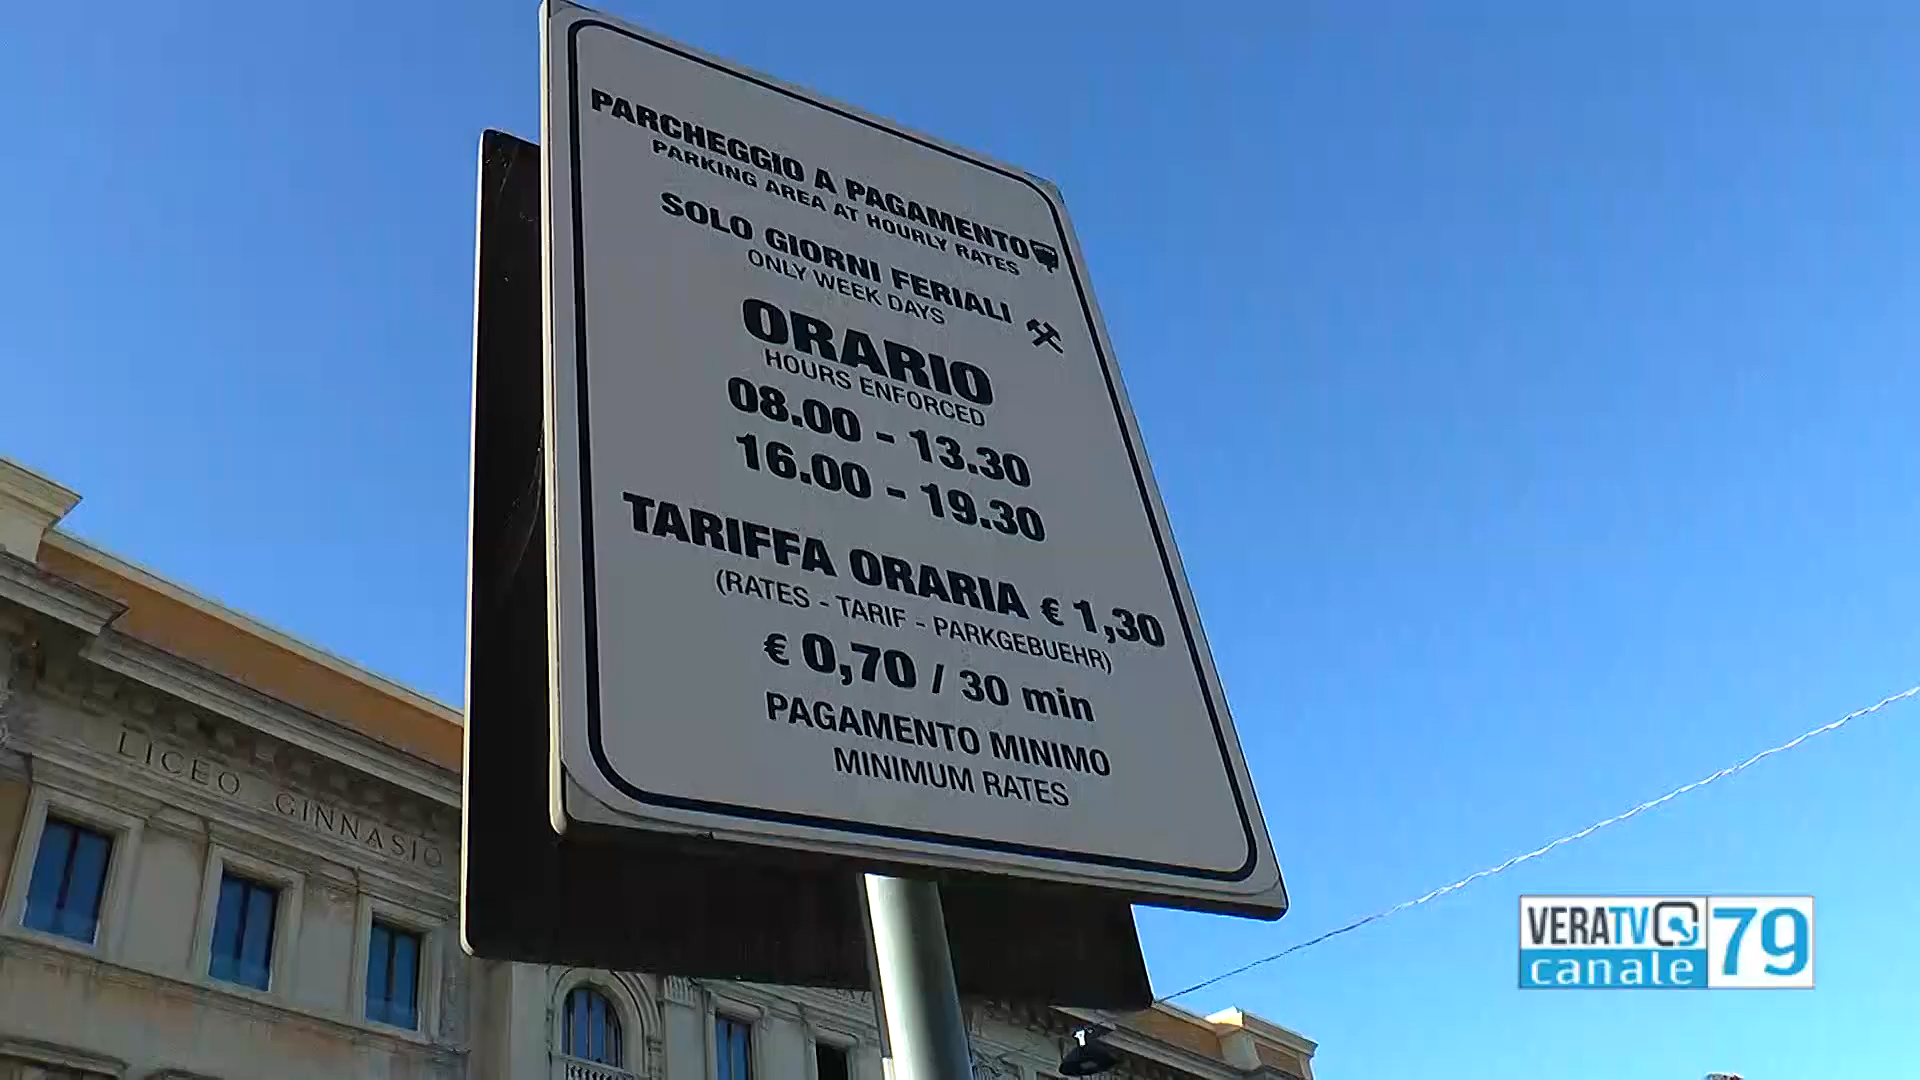 PARCHEGGIO A PAGAMENTO
PARKING AREA AT HOURLY RATES
SOLO GIORNI FERIALI
ONLY WEEK DAYS
ORARIO
HOURS ENFORCED
08.00 - 13.30
16.00 - 19.30
TARIFFA ORARIA € 1,30
(RATES - TARIF - PARKGEBUEHR)
€ 0,70 / 30 min
PAGAMENTO MINIMO
MINIMUM RATES
LICEO GINNASIO
VERATV
canale 79